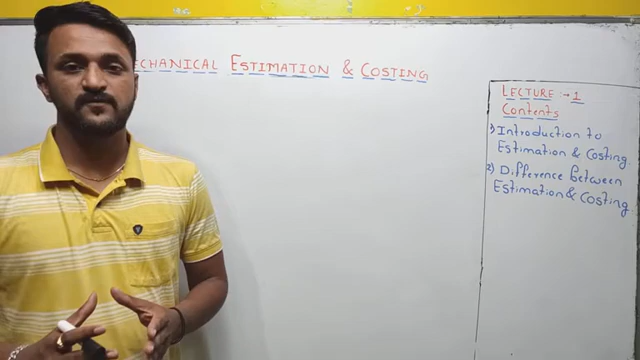 ECHANICAL ESTIMATION & COSTING
LECTURE :- 1
Contents
1) Introduction to
Estimation & Costing.
2) Difference between
Estimation & Costing